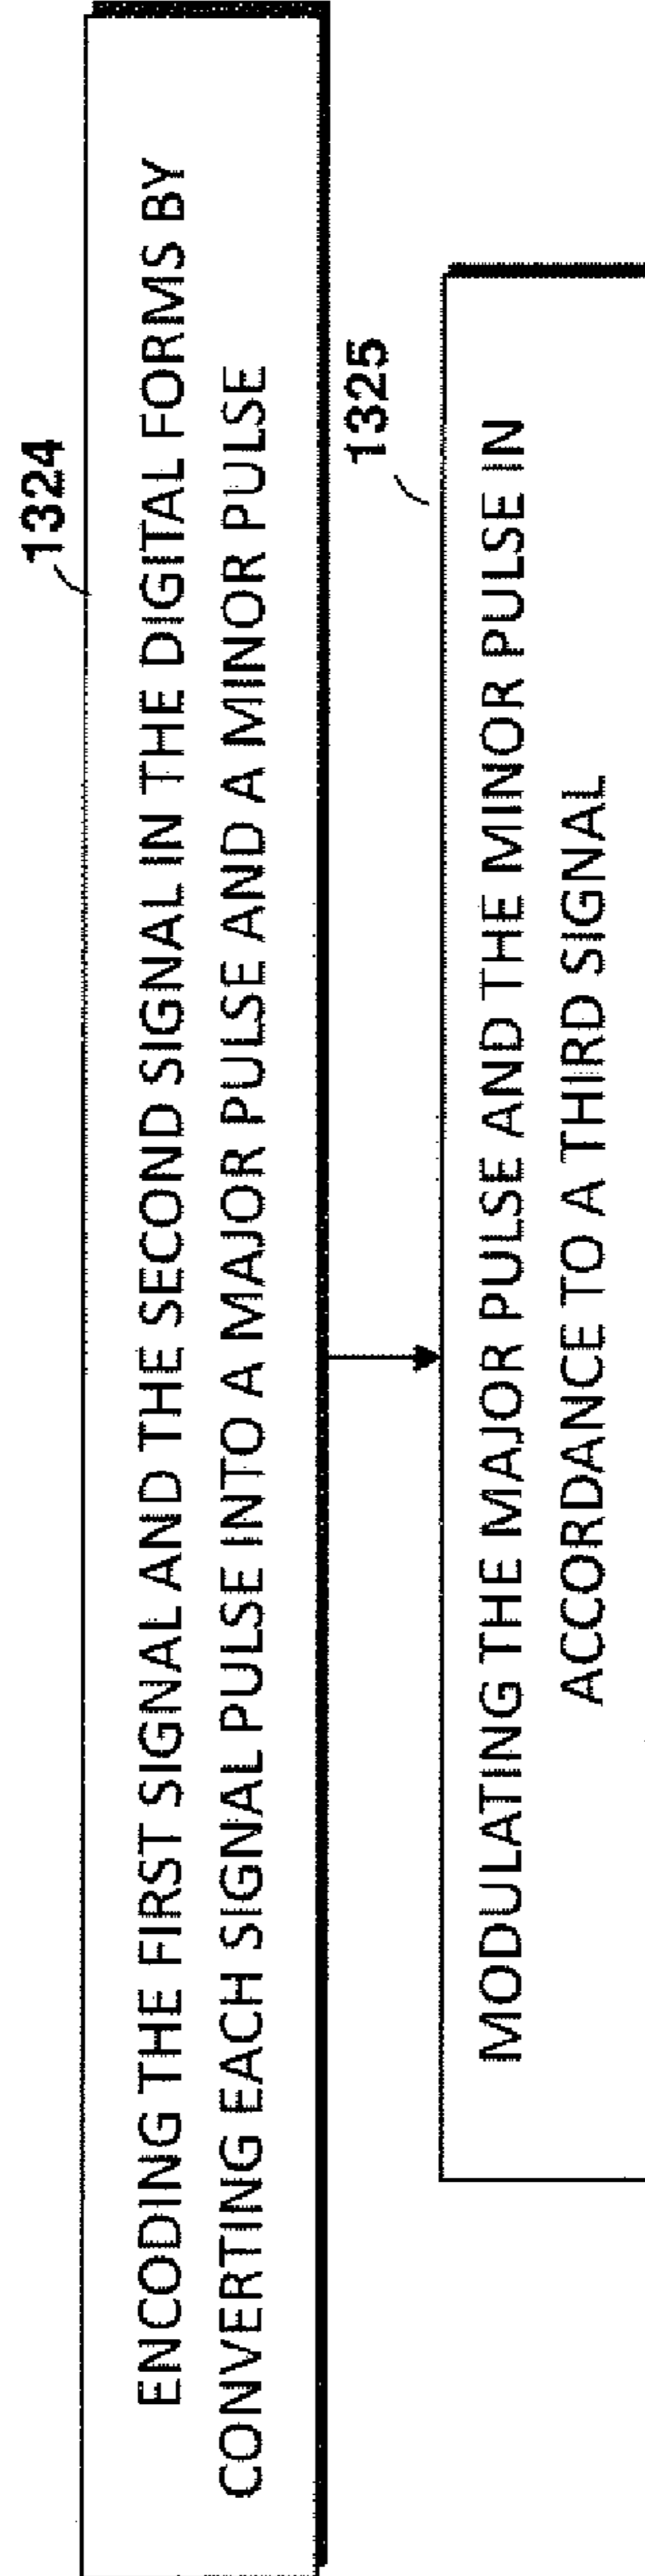 1324
ENCODING THE FIRST SIGNAL AND THE SECOND SIGNAL IN THE DIGITAL FORMS BY
CONVERTING EACH SIGNAL PULSE INTO A MAJOR PULSE AND A MINOR PULSE
1325
MODULATING THE MAJOR PULSE AND THE MINOR PULSE IN
ACCORDANCE TO A THIRD SIGNAL